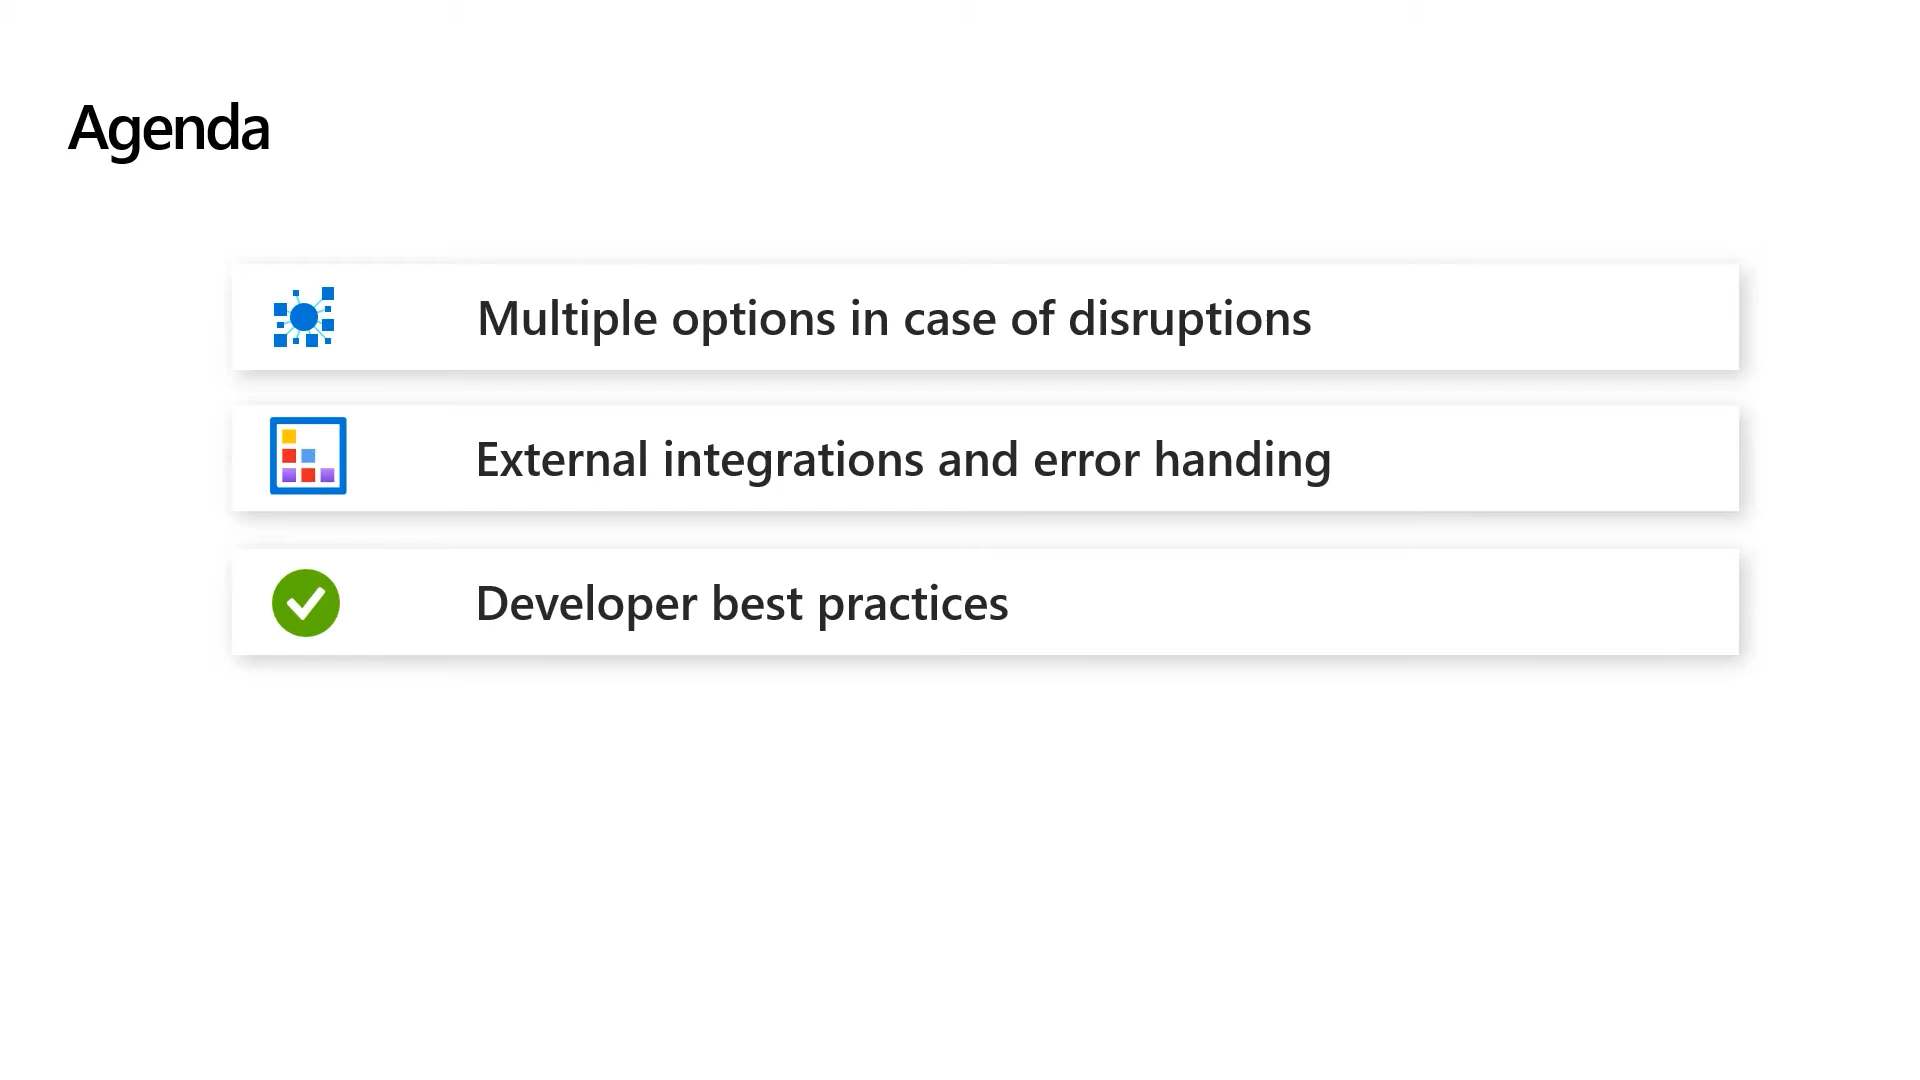 Agenda
Multiple options in case of disruptions
External integrations and error handing
Developer best practices